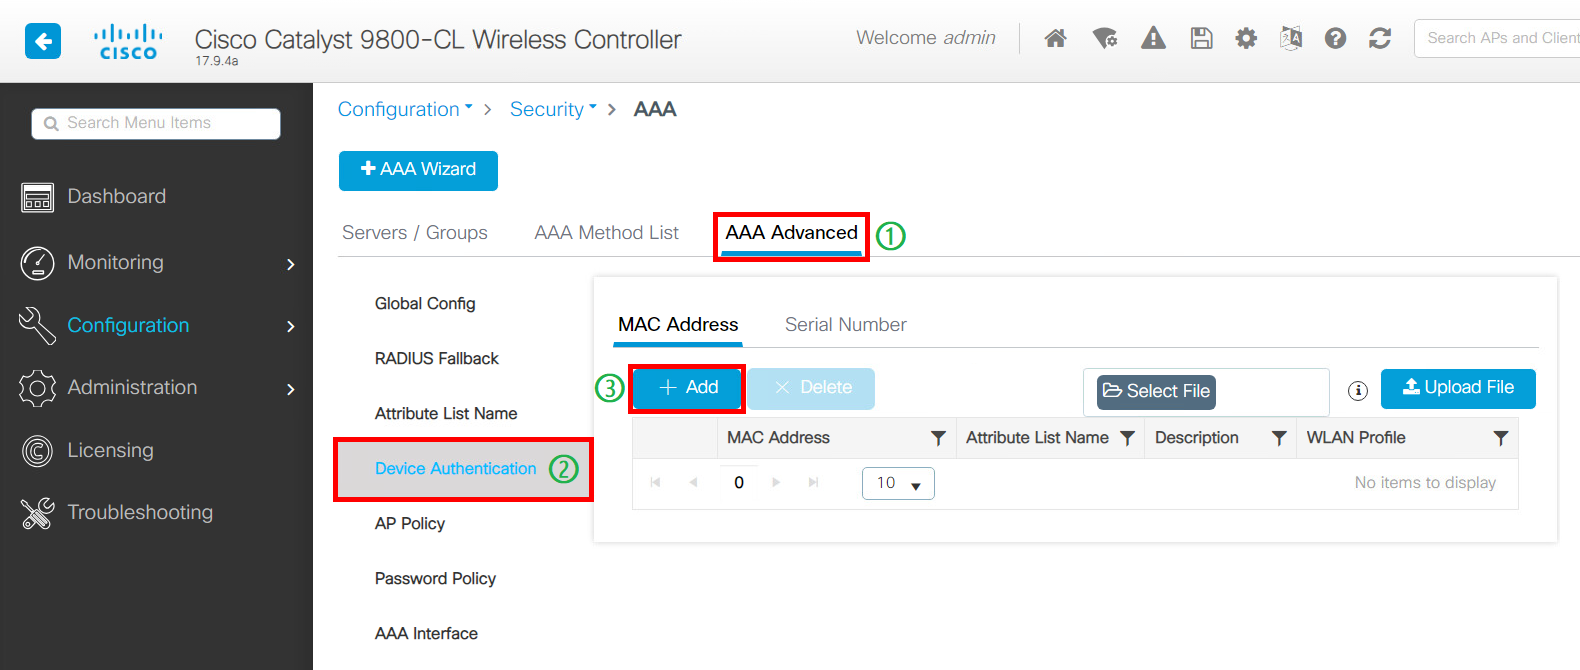 CISCO
Cisco Catalyst 9800-CL Wireless Controller
17.9.4a
Welcome admin
Search APs and Client
Search Menu Items
Dashboard
Monitoring
Configuration
Administration
Licensing
Troubleshooting
Configuration > Security > AAA
+ AAA Wizard
Servers / Groups AAA Method List AAA Advanced 1
Global Config
RADIUS Fallback
Attribute List Name
Device Authentication 2
AP Policy
Password Policy
AAA Interface
MAC Address Serial Number
3 + Add × Delete Select File i Upload File
MAC Address Attribute List Name Description WLAN Profile
0 10 No items to display